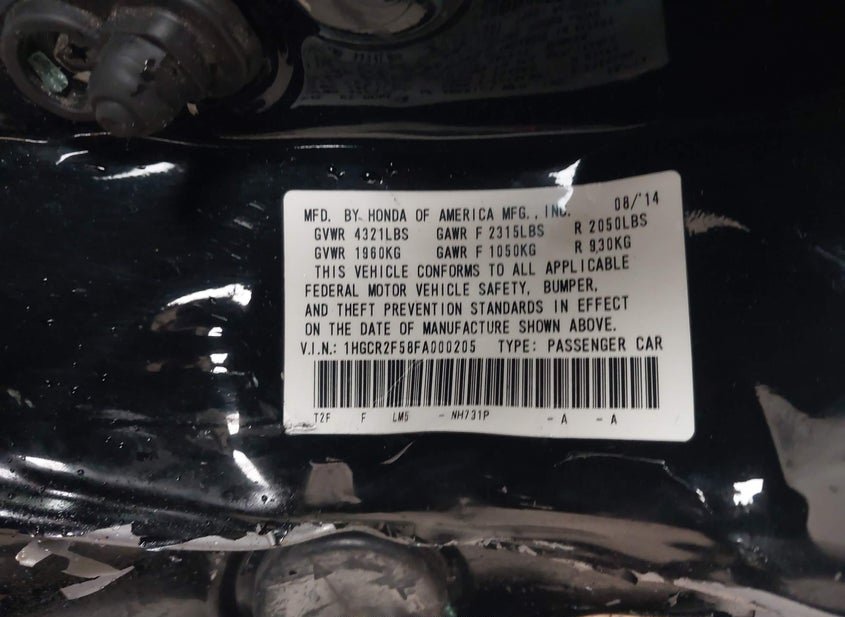 MFD. BY HONDA OF AMERICA MFG., INC. 08/'14
GVWR 4321LBS GAWR F 2315LBS R 2050LBS
GVWR 1960KG GAWR F 1050KG R 930KG
THIS VEHICLE CONFORMS TO ALL APPLICABLE
FEDERAL MOTOR VEHICLE SAFETY, BUMPER,
AND THEFT PREVENTION STANDARDS IN EFFECT
ON THE DATE OF MANUFACTURE SHOWN ABOVE.
V.I.N.: 1HGCR2F58FA000205 TYPE: PASSENGER CAR
T2F F LM5 - NH731P - A - A